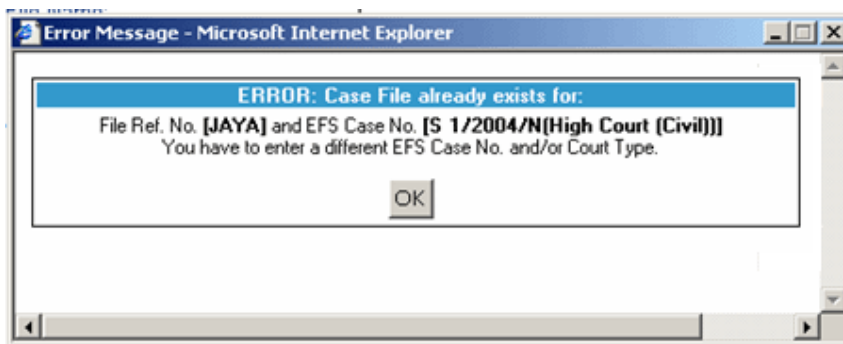 Error Message - Microsoft Internet Explorer
ERROR: Case File already exists for:
File Ref. No. [JAYA] and EFS Case No. [S 1/2004/N(High Court (Civil))]
You have to enter a different EFS Case No. and/or Court Type.
OK